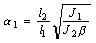 α₁ = l₂/l₁ √(J₁/(J₂β))